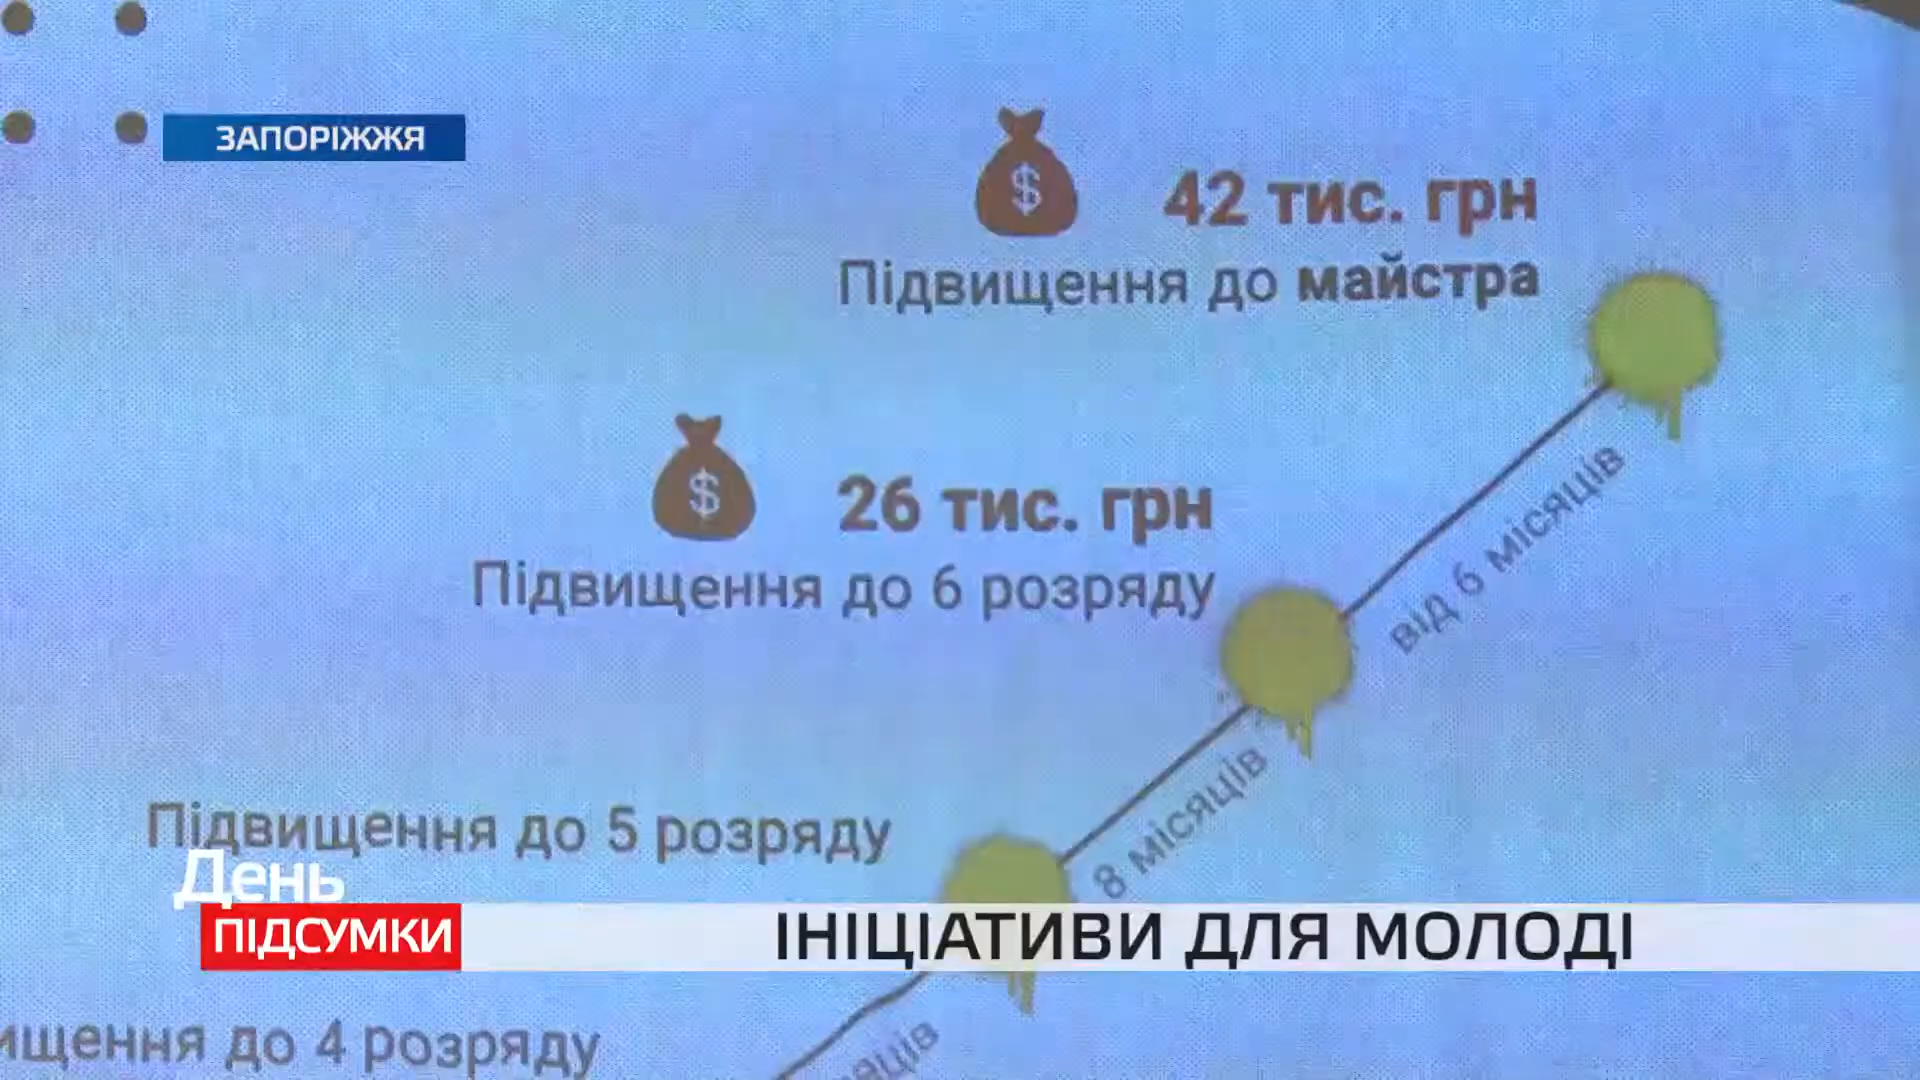 ЗАПОРІЖЖЯ
$
42 тис. грн
Підвищення до майстра
від 6 місяців
$
26 тис. грн
Підвищення до 6 розряду
8 місяців
Підвищення до 5 розряду
День
ПІДСУМКИ
ІНІЦІАТИВИ ДЛЯ МОЛОДІ
до 4 розряду